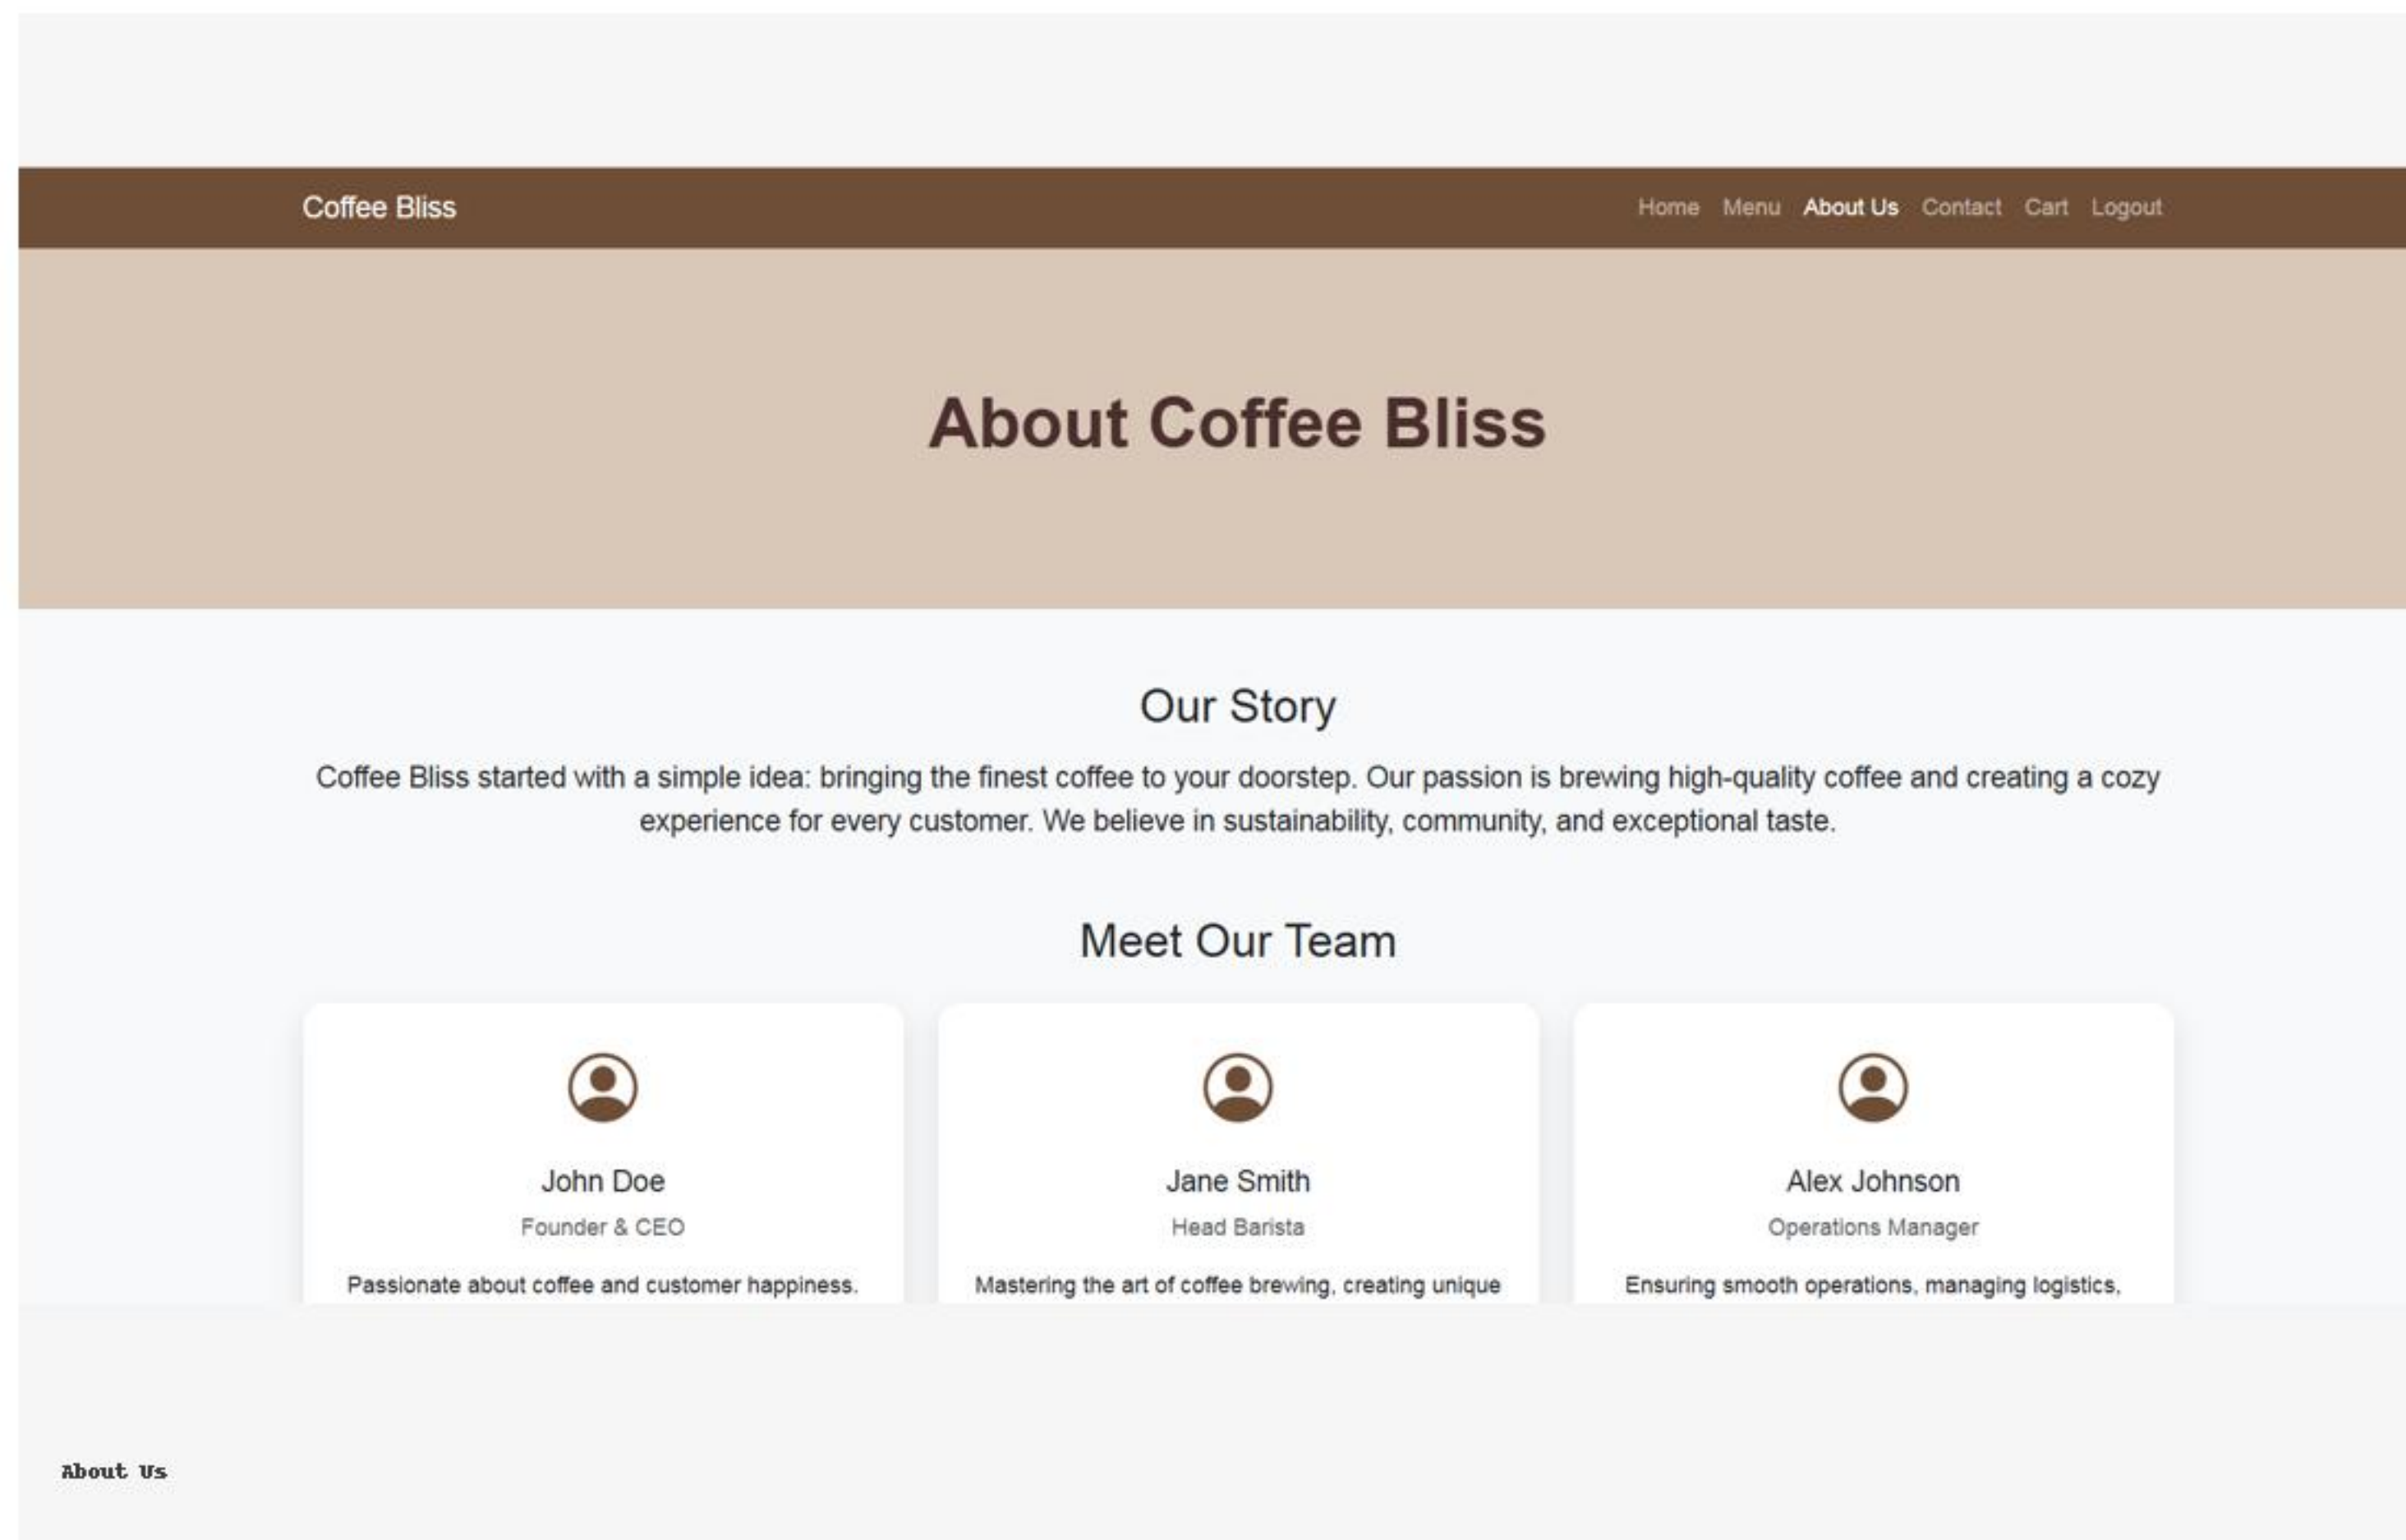 Coffee Bliss
Home Menu About Us Contact Cart Logout
About Coffee Bliss
Our Story
Coffee Bliss started with a simple idea: bringing the finest coffee to your doorstep. Our passion is brewing high-quality coffee and creating a cozy
experience for every customer. We believe in sustainability, community, and exceptional taste.
Meet Our Team
John Doe
Founder & CEO
Passionate about coffee and customer happiness.
Jane Smith
Head Barista
Mastering the art of coffee brewing, creating unique
Alex Johnson
Operations Manager
Ensuring smooth operations, managing logistics,
About Us